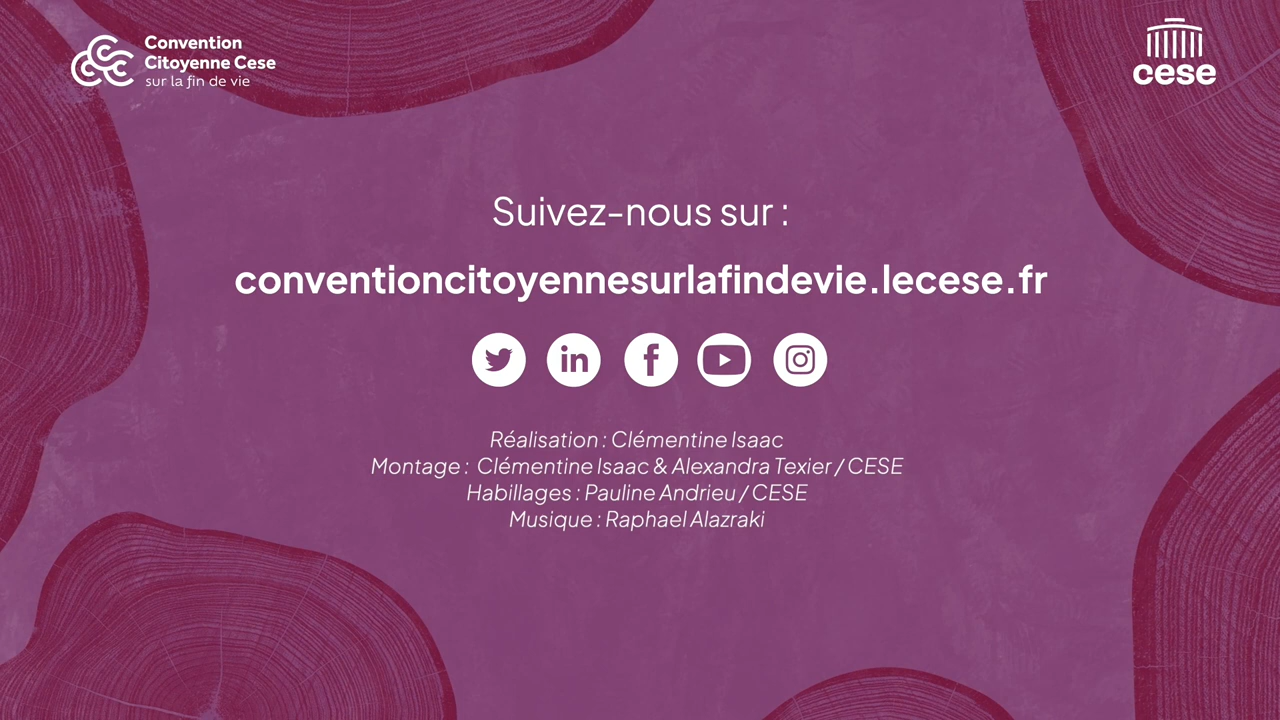 Convention
Citoyenne Cese
sur la fin de vie
cese
Suivez-nous sur :
conventioncitoyennesurlafindevie.lecese.fr
Réalisation : Clémentine Isaac
Montage : Clémentine Isaac & Alexandra Texier / CESE
Habillages : Pauline Andrieu / CESE
Musique : Raphael Alazraki